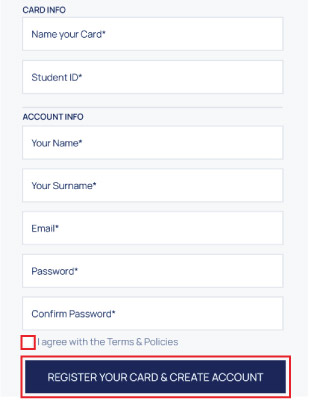 CARD INFO
Name your Card*
Student ID*
ACCOUNT INFO
Your Name*
Your Surname*
Email*
Password*
Confirm Password*
I agree with the Terms & Policies
REGISTER YOUR CARD & CREATE ACCOUNT